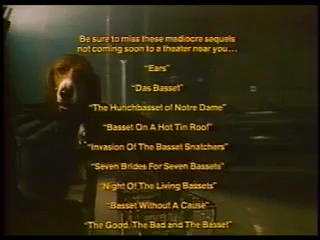 Be sure to miss these mediocre sequels
not coming soon to a theater near you...
"Ears"
"Das Basset"
"The Hunchbasset of Notre Dame"
"Basset On A Hot Tin Roof"
"Invasion Of The Basset Snatchers"
"Seven Brides For Seven Bassets"
"Night Of The Living Bassets"
"Basset Without A Cause"
"The Good, The Bad and The Basset"